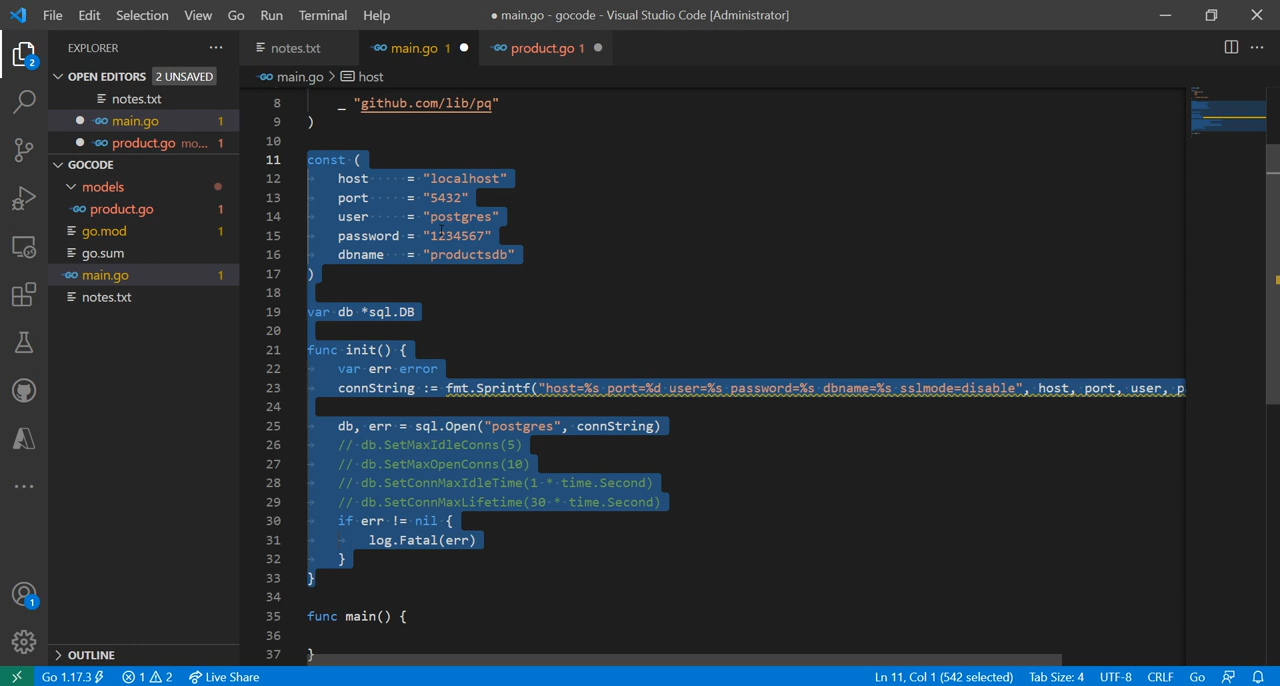 File Edit Selection View Go Run Terminal Help
● main.go - gocode - Visual Studio Code [Administrator]
EXPLORER
notes.txt
main.go 1
product.go 1
OPEN EDITORS 2 UNSAVED
main.go > host
notes.txt
main.go 1
product.go mo... 1
GOCODE
models
product.go 1
go.mod 1
go.sum
main.go 1
notes.txt
OUTLINE
2
1
8 _ "github.com/lib/pq"
9 )
10
11 const (
12 host = "localhost"
13 port = "5432"
14 user = "postgres"
15 password = "1234567"
16 dbname = "productsdb"
17 )
18
19 var db *sql.DB
20
21 func init() {
22 var err error
23 connString := fmt.Sprintf("host=%s port=%d user=%s password=%s dbname=%s sslmode=disable", host, port, user, p
24
25 db, err = sql.Open("postgres", connString)
26 // db.SetMaxIdleConns(5)
27 // db.SetMaxOpenConns(10)
28 // db.SetConnMaxIdleTime(1 * time.Second)
29 // db.SetConnMaxLifetime(30 * time.Second)
30 if err != nil {
31 log.Fatal(err)
32 }
33 }
34
35 func main() {
36
37 }
Go 1.17.3 1 2 Live Share Ln 11, Col 1 (542 selected) Tab Size: 4 UTF-8 CRLF Go